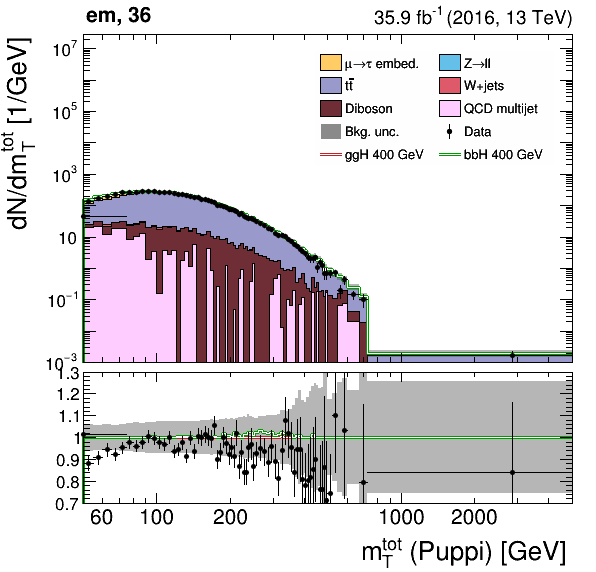 em, 36
35.9 fb⁻¹ (2016, 13 TeV)
dN/dm_T^tot [1/GeV]
10⁷
10⁵
10³
10
10⁻¹
10⁻³
μ→τ embed.
Z→ll
tt̅
W+jets
Diboson
QCD multijet
Bkg. unc.
Data
ggH 400 GeV
bbH 400 GeV
1.3
1.2
1.1
1
0.9
0.8
0.7
60
100
200
1000
2000
m_T^tot (Puppi) [GeV]